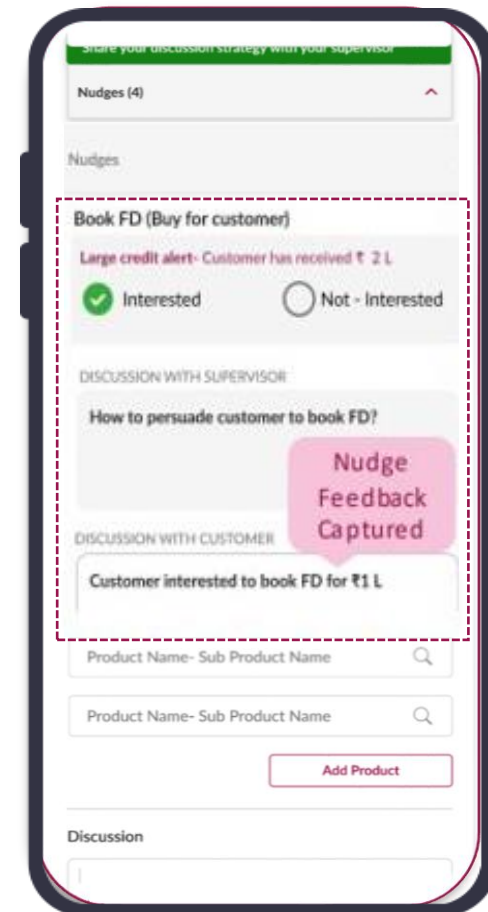 Share your discussion strategy with your supervisor
Nudges (4)
Nudges
Book FD (Buy for customer)
Large credit alert- Customer has received ₹ 2 L
Interested
Not - Interested
DISCUSSION WITH SUPERVISOR
How to persuade customer to book FD?
Nudge
Feedback
Captured
DISCUSSION WITH CUSTOMER
Customer interested to book FD for ₹1 L
Product Name- Sub Product Name
Product Name- Sub Product Name
Add Product
Discussion